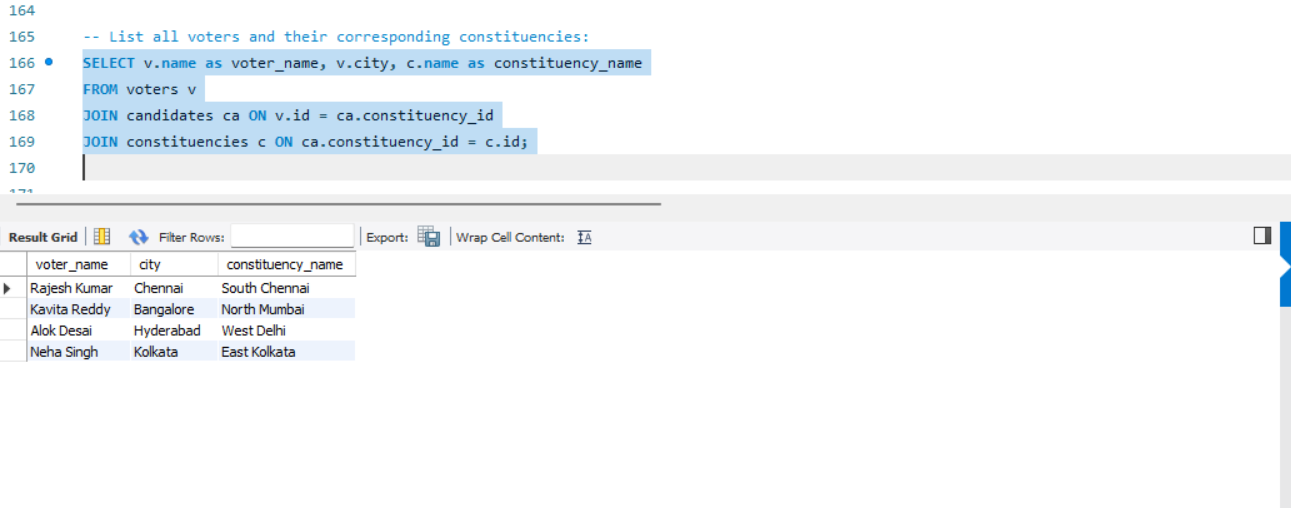 164
165 -- List all voters and their corresponding constituencies:
166 SELECT v.name as voter_name, v.city, c.name as constituency_name
167 FROM voters v
168 JOIN candidates ca ON v.id = ca.constituency_id
169 JOIN constituencies c ON ca.constituency_id = c.id;
170
Result Grid Filter Rows: Export: Wrap Cell Content: IA
voter_name city constituency_name
Rajesh Kumar Chennai South Chennai
Kavita Reddy Bangalore North Mumbai
Alok Desai Hyderabad West Delhi
Neha Singh Kolkata East Kolkata